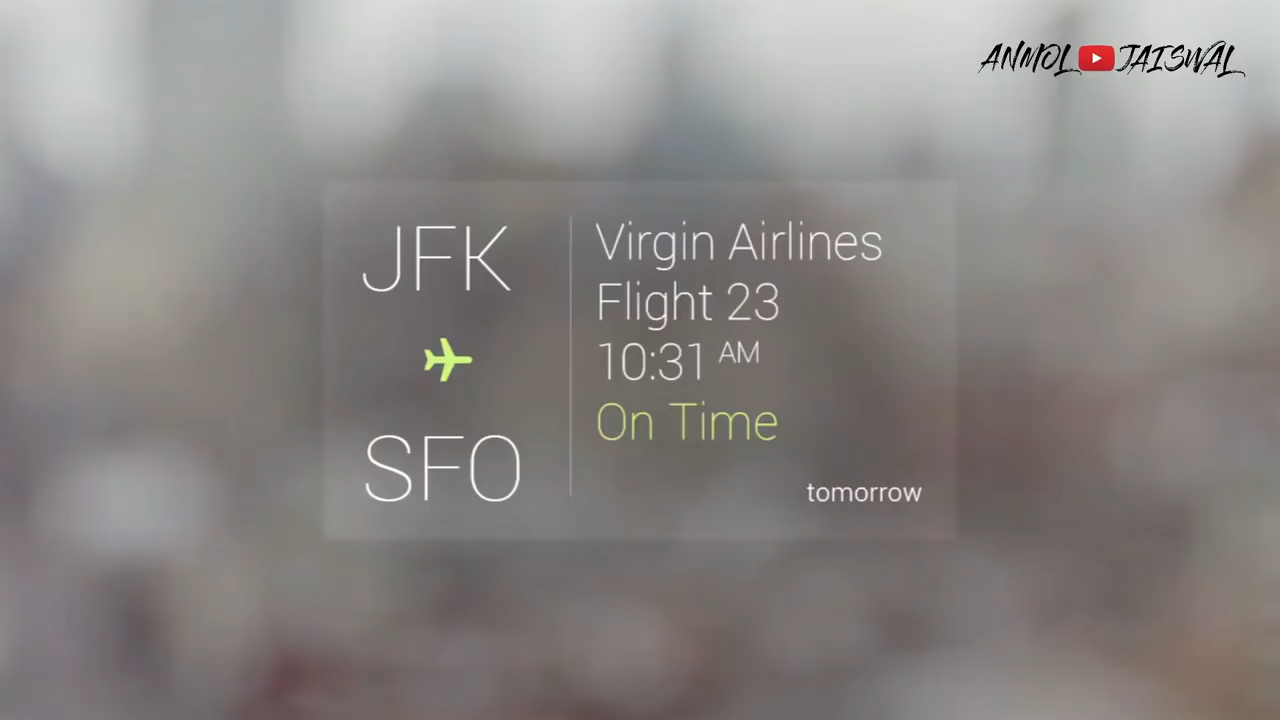 ANMOL JAISWAL
JFK
SFO
Virgin Airlines
Flight 23
10:31 AM
On Time
tomorrow